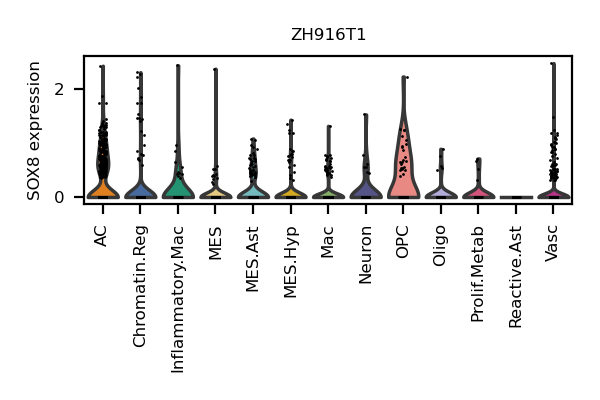 ZH916T1
SOX8 expression
2
0
AC
Chromatin.Reg
Inflammatory.Mac
MES
MES.Ast
MES.Hyp
Mac
Neuron
OPC
Oligo
Prolif.Metab
Reactive.Ast
Vasc